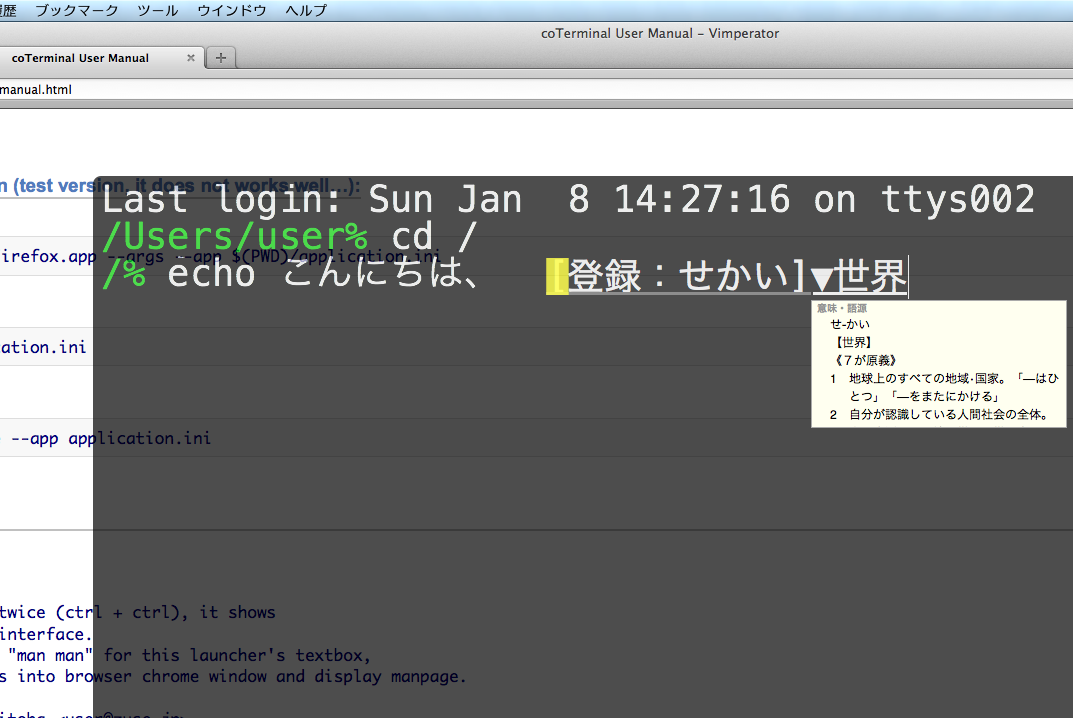 歴 ブックマーク ツール ウインドウ ヘルプ
coTerminal User Manual – Vimperator
coTerminal User Manual × +
manual.html
n (test version, it does not works well...):
Last login: Sun Jan  8 14:27:16 on ttys002
/Users/user% cd /
irefox.app --args --app $(PWD)/application.ini
/% echo こんにちは、 [登録：せかい]▼世界
意味・語源
せ-かい
【世界】
《７が原義》
1 地球上のすべての地域·国家。「―はひ
とつ」「―をまたにかける」
2 自分が認識している人間社会の全体。
ation.ini
--app application.ini
twice (ctrl + ctrl), it shows
interface.
"man man" for this launcher's textbox,
s into browser chrome window and display manpage.